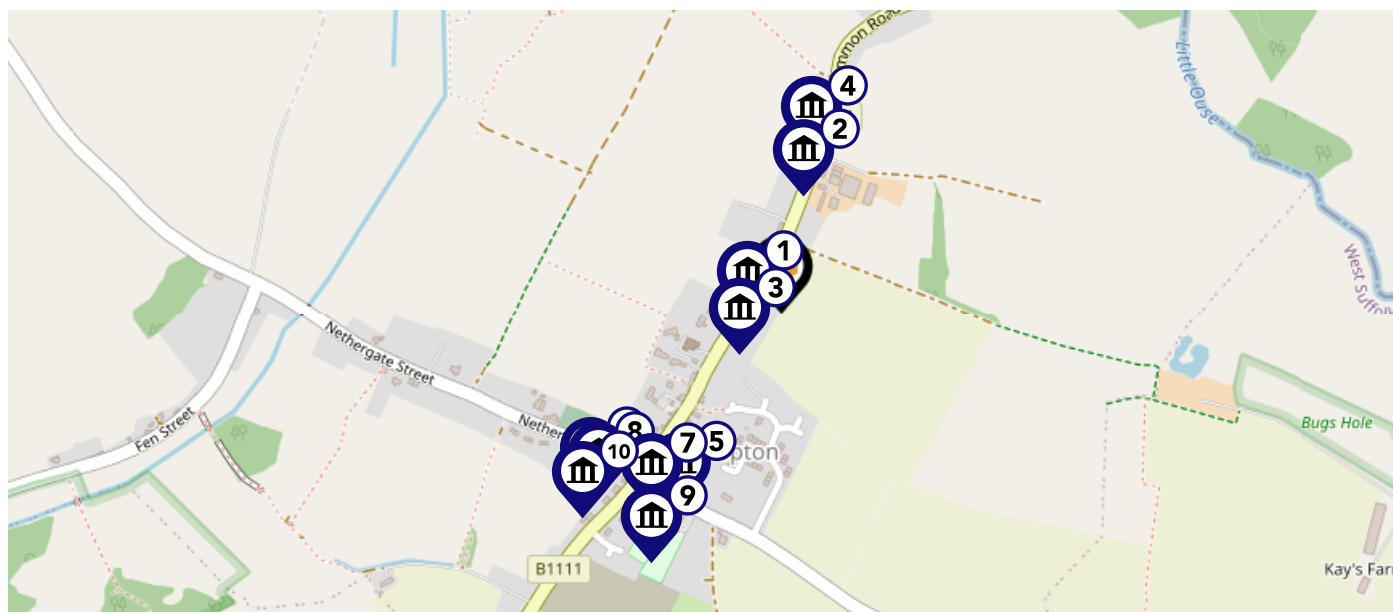 mmon Road
Little Ouse
4
2
1
3
West Suffolk
Nethergate Street
Nether
Fen Street
8
10
7
5
9
pton
Bugs Hole
B1111
Kay's Far